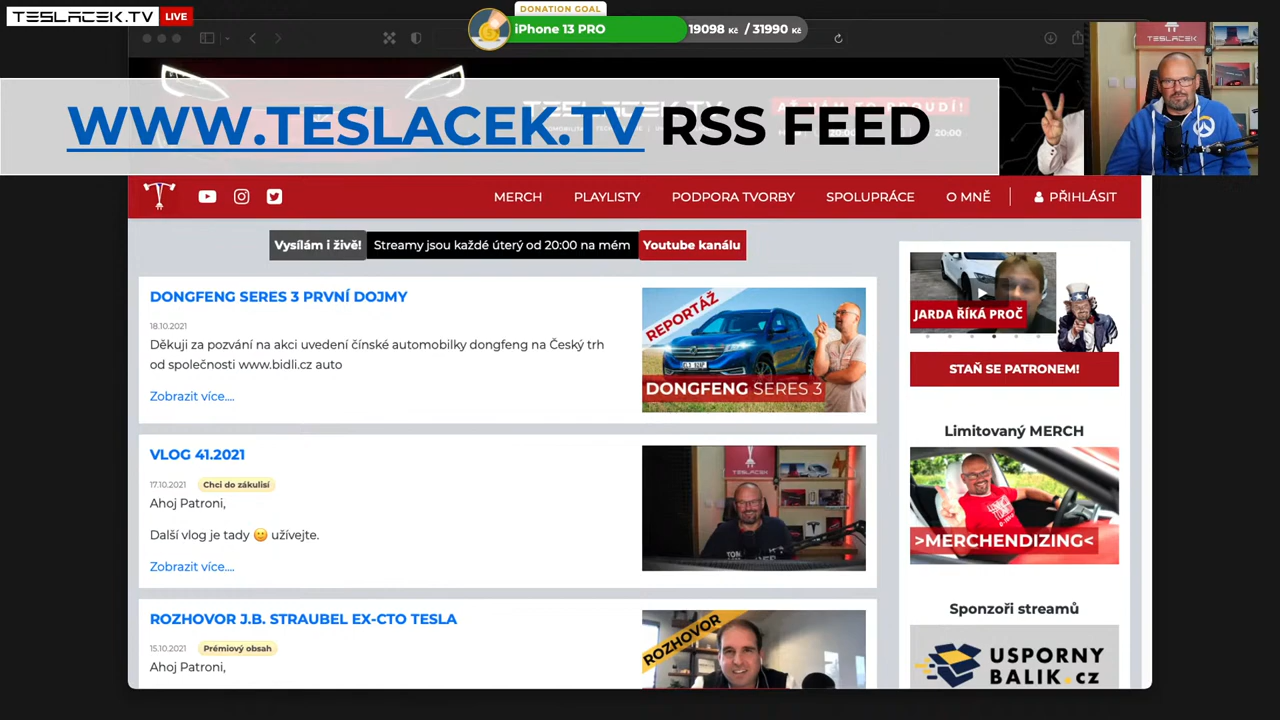 TESLACEK.TV LIVE
DONATION GOAL
iPhone 13 PRO
19098 Kč / 31990 Kč
WWW.TESLACEK.TV RSS FEED
TESLACEK
MERCH
PLAYLISTY
PODPORA TVORBY
SPOLUPRÁCE
O MNĚ
PŘIHLÁSIT
Vysílám i živě! Streamy jsou každé úterý od 20:00 na mém Youtube kanálu
DONGFENG SERES 3 PRVNÍ DOJMY
18.10.2021
Děkuji za pozvání na akci uvedení čínské automobilky dongfeng na Český trh
od společnosti www.bidli.cz auto
Zobrazit více....
REPORTÁŽ
DONGFENG SERES 3
VLOG 41.2021
17.10.2021 Chci do zákulisí
Ahoj Patroni,
Další vlog je tady 🙂 užívejte.
Zobrazit více....
TESLACEK
ROZHOVOR J.B. STRAUBEL EX-CTO TESLA
15.10.2021 Prémiový obsah
Ahoj Patroni,
ROZHOVOR
JARDA ŘÍKÁ PROČ
STAŇ SE PATRONEM!
Limitovaný MERCH
>MERCHENDIZING<
Sponzoři streamů
USPORNY
BALIK.cz